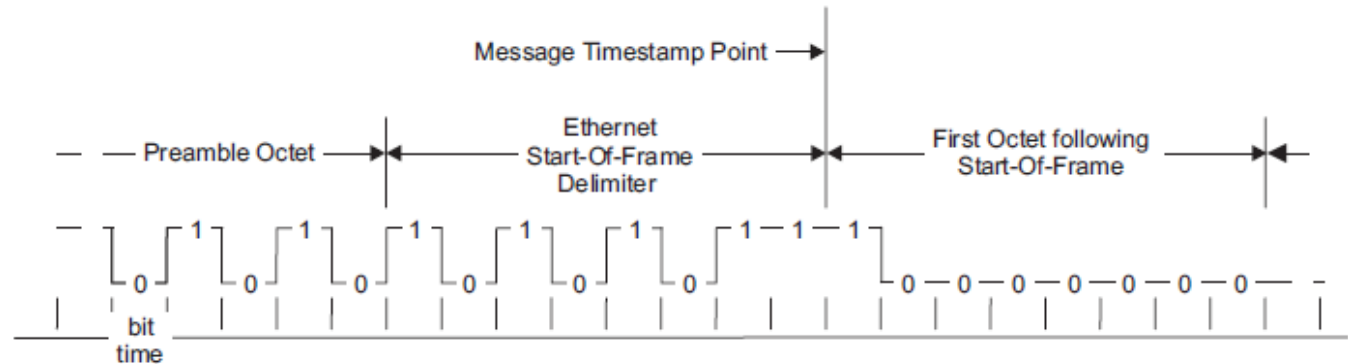 Message Timestamp Point
Preamble Octet
Ethernet
Start-Of-Frame
Delimiter
First Octet following
Start-Of-Frame
1 1 1 1 1 1 1 1
0 0 0 0 0 0 0 0 0 0 0 0 0
bit
time